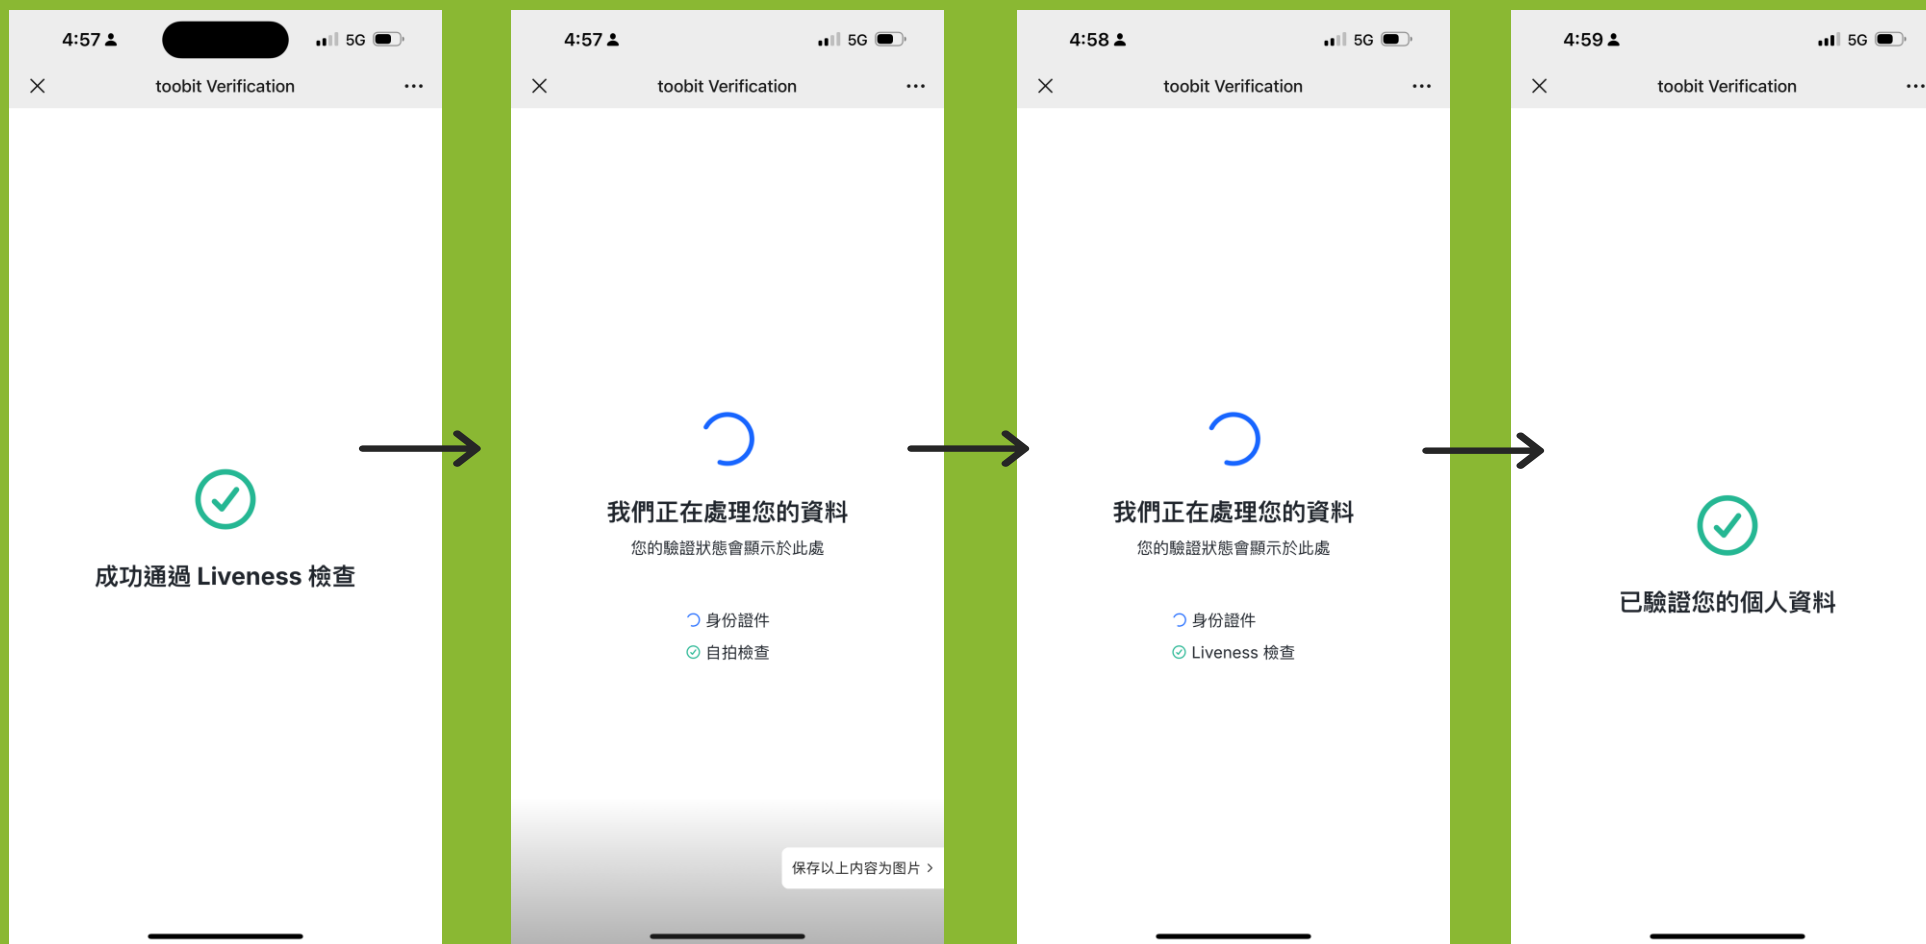 4:57
5G
toobit Verification
成功通過 Liveness 檢查
4:57
5G
toobit Verification
我們正在處理您的資料
您的驗證狀態會顯示於此處
身份證件
自拍檢查
保存以上内容为图片 >
4:58
5G
toobit Verification
我們正在處理您的資料
您的驗證狀態會顯示於此處
身份證件
Liveness 檢查
4:59
5G
toobit Verification
已驗證您的個人資料